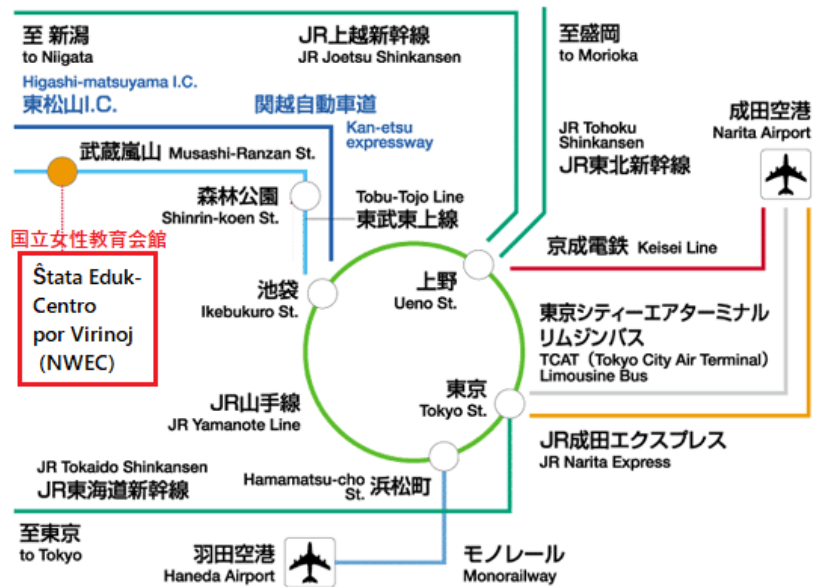 至 新潟
to Niigata
JR上越新幹線
JR Joetsu Shinkansen
至盛岡
to Morioka
Higashi-matsuyama I.C.
東松山I.C.
関越自動車道
Kan-etsu
expressway
JR Tohoku
Shinkansen
JR東北新幹線
成田空港
Narita Airport
武蔵嵐山 Musashi-Ranzan St.
森林公園
Shinrin-koen St.
Tobu-Tojo Line
東武東上線
国立女性教育会館
Ŝtata Eduk-
Centro
por Virinoj
(NWEC)
池袋
Ikebukuro St.
上野
Ueno St.
京成電鉄 Keisei Line
東京シティーエアターミナル
リムジンバス
TCAT (Tokyo City Air Terminal)
Limousine Bus
JR山手線
JR Yamanote Line
東京
Tokyo St.
JR成田エクスプレス
JR Narita Express
JR Tokaido Shinkansen
JR東海道新幹線
Hamamatsu-cho
St. 浜松町
至東京
to Tokyo
羽田空港
Haneda Airport
モノレール
Monorailway